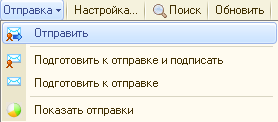 Отправка Настройка... Поиск Обновить
Отправить
Подготовить к отправке и подписать
Подготовить к отправке
Показать отправки